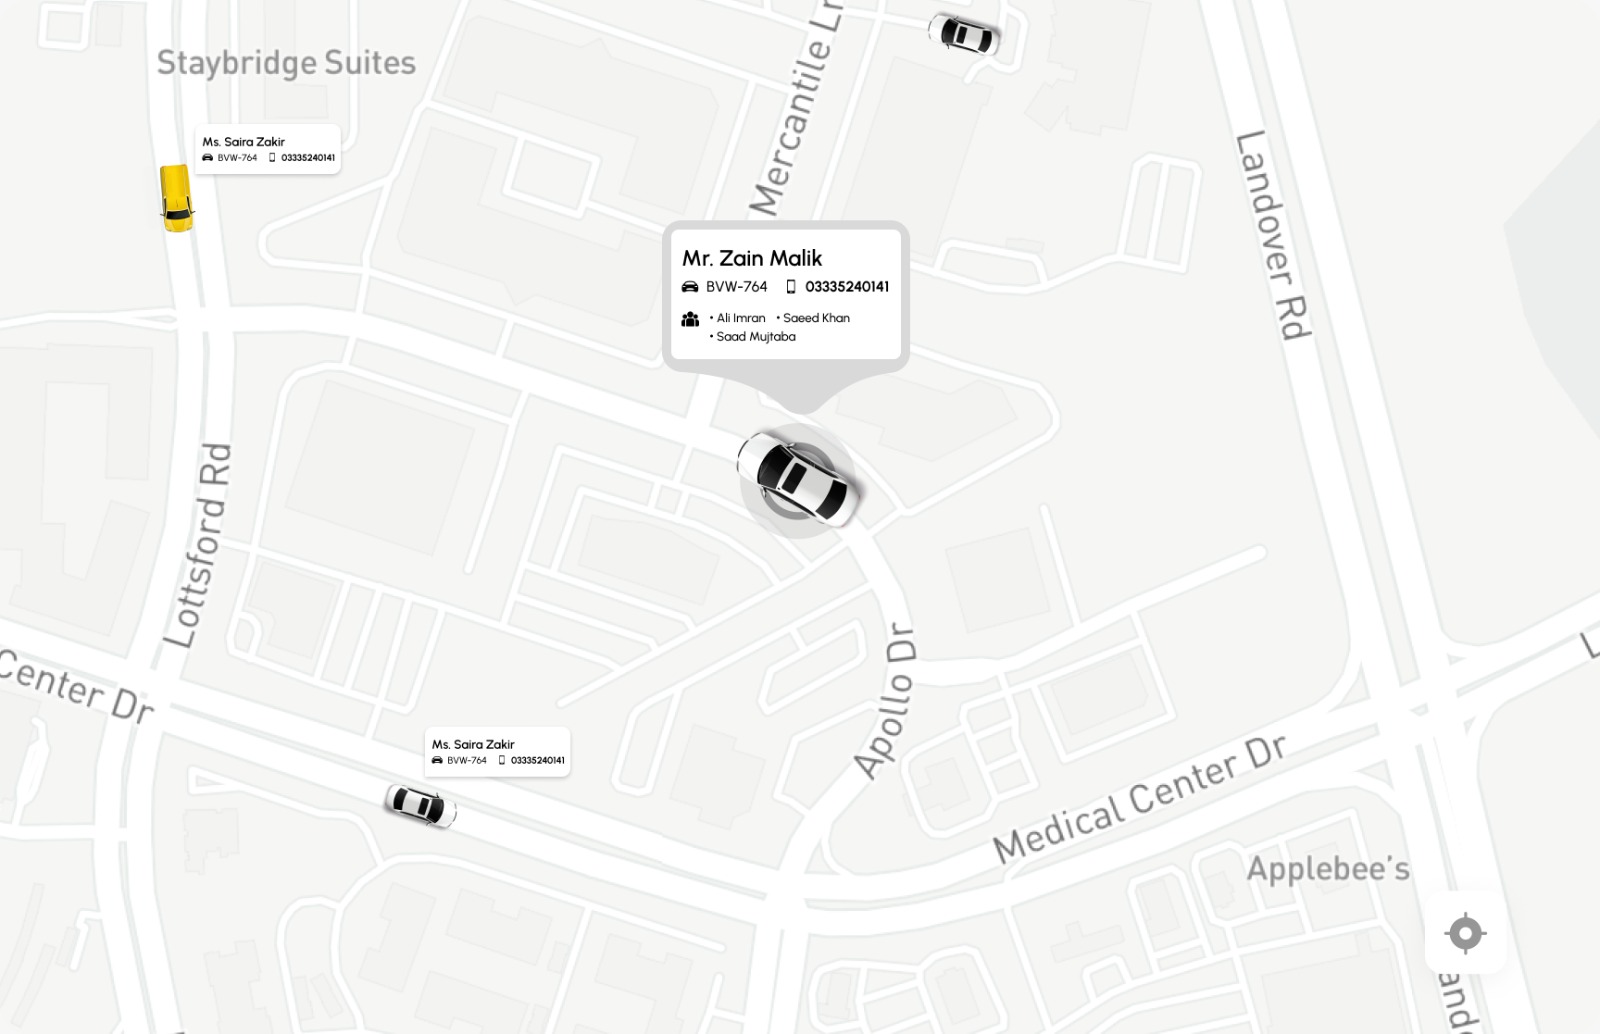 Staybridge Suites
Mercantile Ln
Ms. Saira Zakir
BVW-764 03335240141
Landover Rd
Mr. Zain Malik
BVW-764 03335240141
• Ali Imran • Saeed Khan
• Saad Mujtaba
Lottsford Rd
Center Dr
Apollo Dr
Ms. Saira Zakir
BVW-764 03335240141
Medical Center Dr
Applebee's